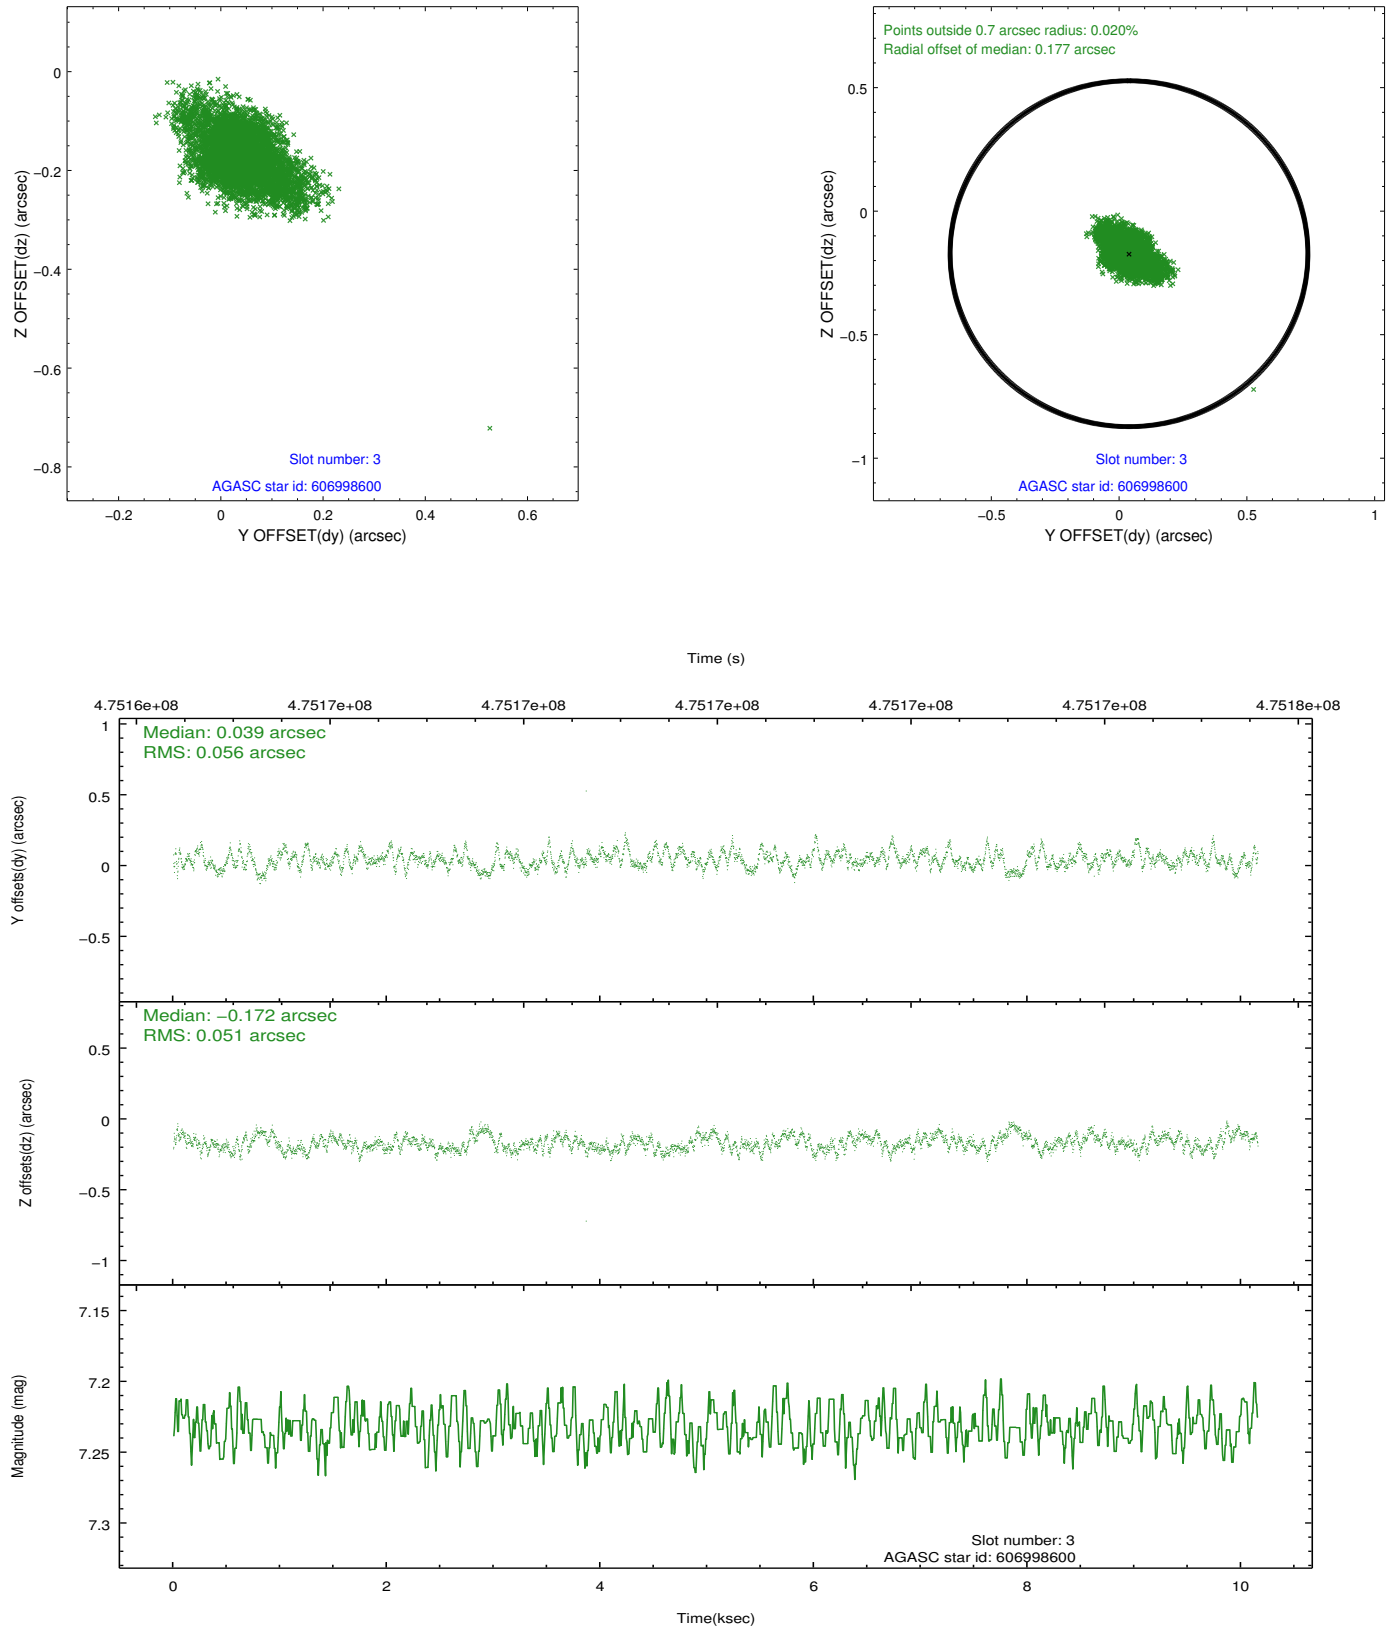 0
−0.2
−0.4
−0.6
−0.8
Z OFFSET(dz) (arcsec)
Slot number: 3
AGASC star id: 606998600
−0.2
0
0.2
0.4
0.6
Y OFFSET(dy) (arcsec)
Points outside 0.7 arcsec radius: 0.020%
Radial offset of median: 0.177 arcsec
0.5
0
−0.5
−1
Z OFFSET(dz) (arcsec)
Slot number: 3
AGASC star id: 606998600
−0.5
0
0.5
1
Y OFFSET(dy) (arcsec)
Time (s)
4.7516e+08
4.7517e+08
4.7517e+08
4.7517e+08
4.7517e+08
4.7517e+08
4.7518e+08
Median: 0.039 arcsec
RMS: 0.056 arcsec
1
0.5
0
−0.5
Y offsets(dy) (arcsec)
Median: −0.172 arcsec
RMS: 0.051 arcsec
0.5
0
−0.5
−1
Z offsets(dz) (arcsec)
7.15
7.2
7.25
7.3
Magnitude (mag)
Slot number: 3
AGASC star id: 606998600
0
2
4
6
8
10
Time(ksec)